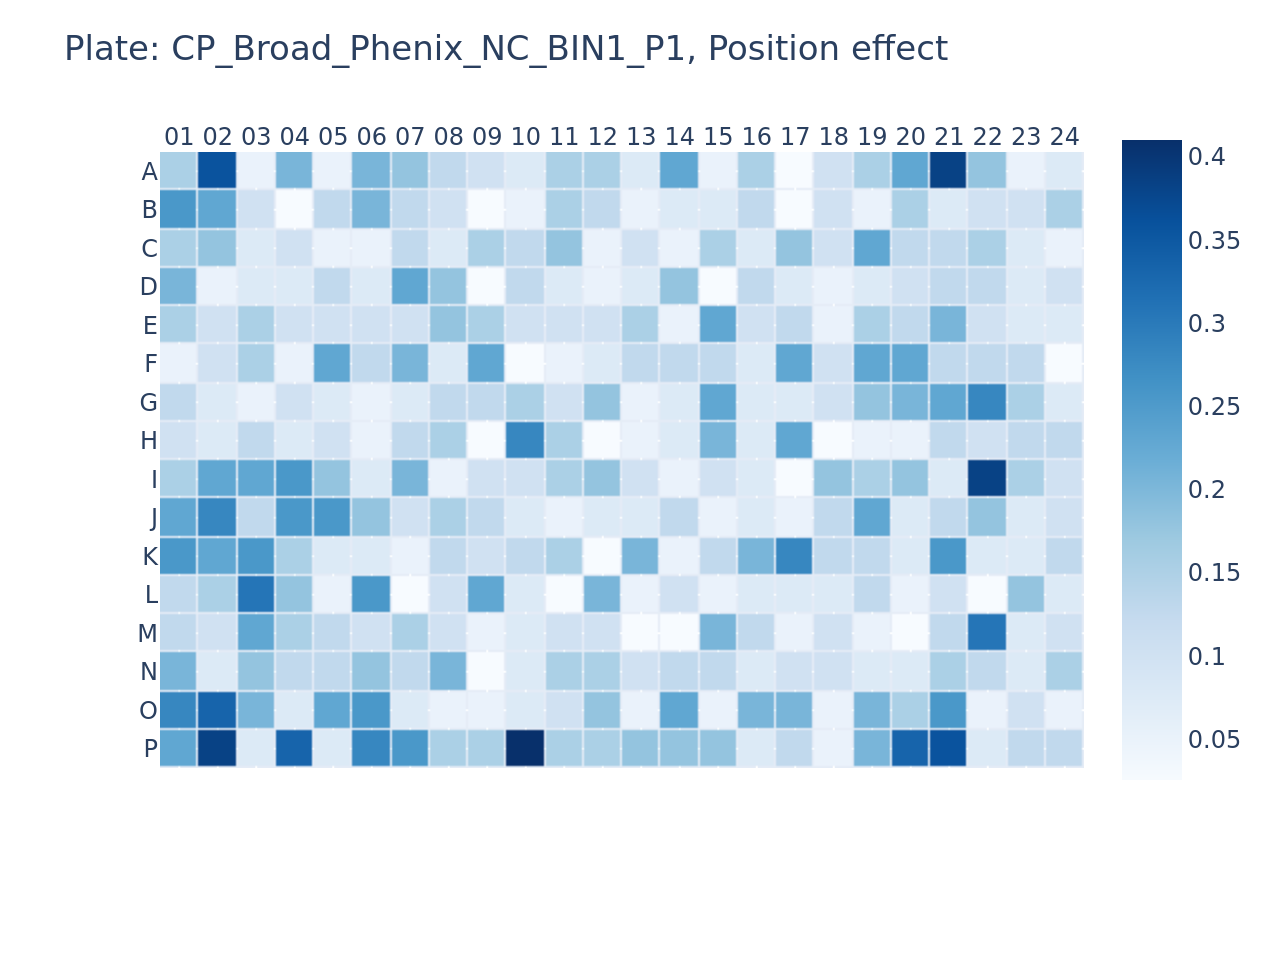 Plate: CP_Broad_Phenix_NC_BIN1_P1, Position effect
01 02 03 04 05 06 07 08 09 10 11 12 13 14 15 16 17 18 19 20 21 22 23 24
A
B
C
D
E
F
G
H
I
J
K
L
M
N
O
P
0.4
0.35
0.3
0.25
0.2
0.15
0.1
0.05